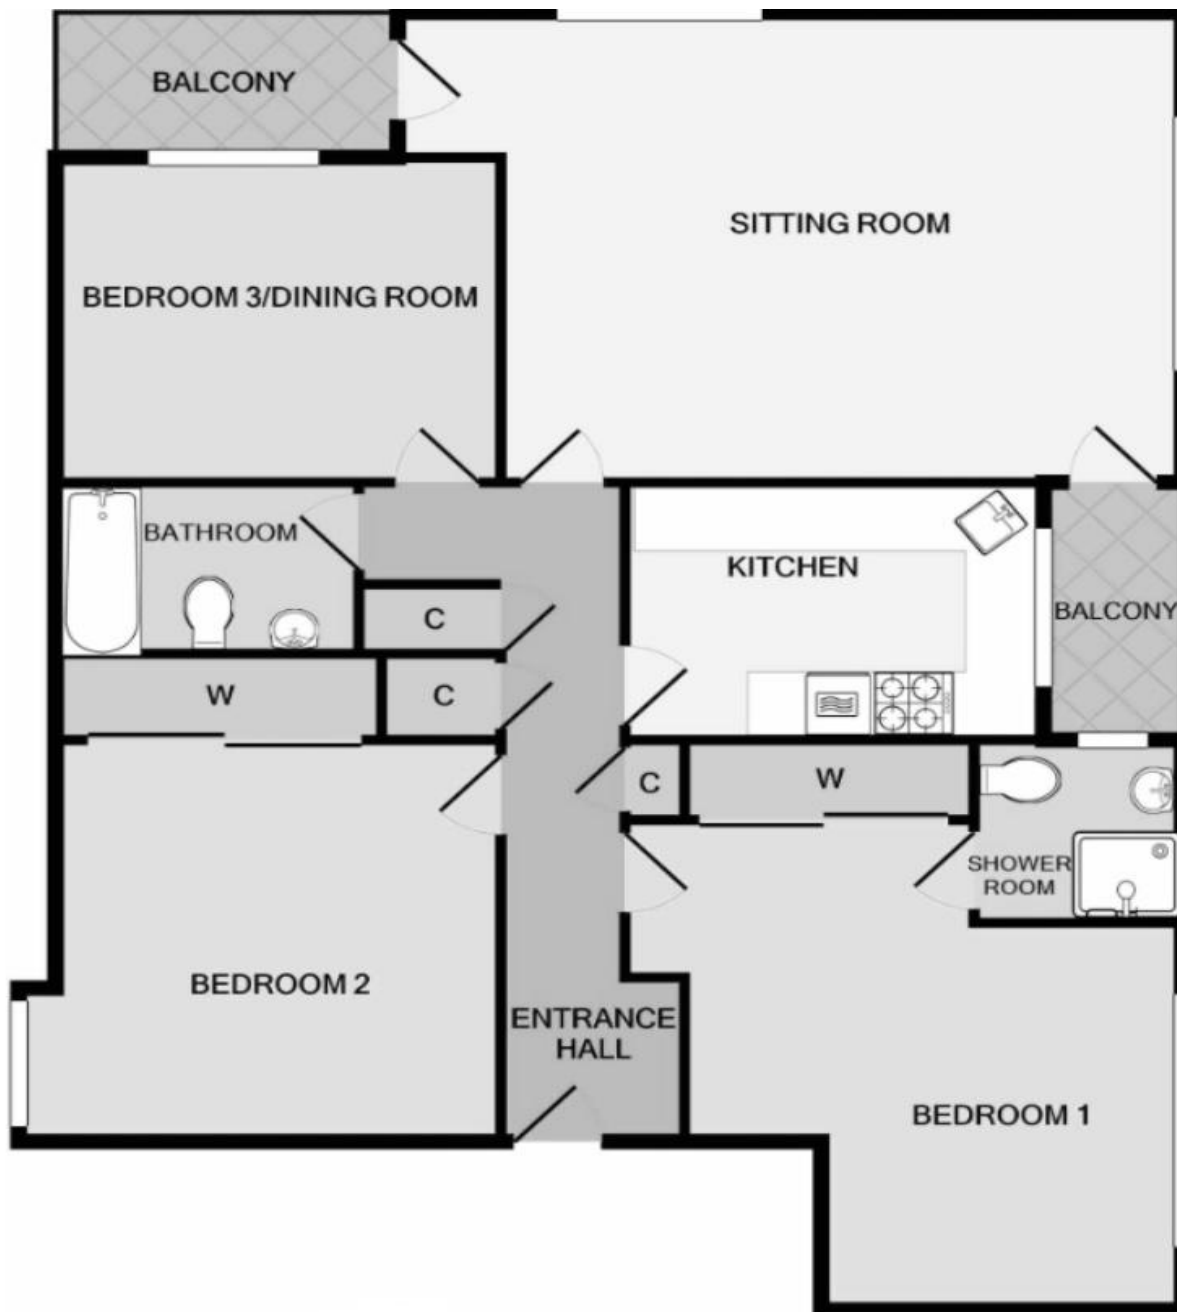 BALCONY
SITTING ROOM
BEDROOM 3/DINING ROOM
BATHROOM
KITCHEN
BALCONY
C
W
C
C
W
SHOWER
ROOM
BEDROOM 2
ENTRANCE
HALL
BEDROOM 1